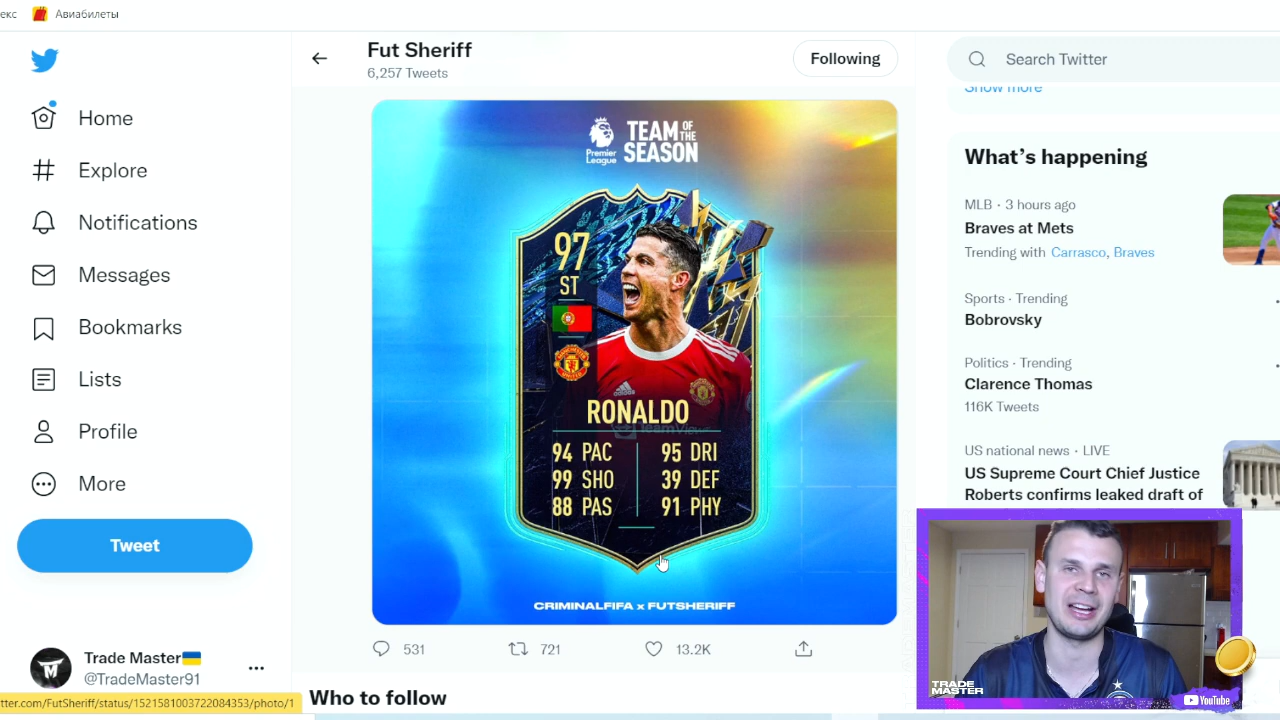 екс
Авиабилеты
Fut Sheriff
6,257 Tweets
Following
Search Twitter
Show more
Home
Explore
Notifications
Messages
Bookmarks
Lists
Profile
More
Tweet
Trade Master
@TradeMaster91
tter.com/FutSheriff/status/1521581003722084353/photo/1
Premier League
TEAM OF THE SEASON
97
ST
adidas
RONALDO
TeamView
94 PAC
99 SHO
88 PAS
95 DRI
39 DEF
91 PHY
CRIMINALFIFA x FUTSHERIFF
531
721
13.2K
Who to follow
What's happening
MLB · 3 hours ago
Braves at Mets
Trending with Carrasco, Braves
Sports · Trending
Bobrovsky
Politics · Trending
Clarence Thomas
116K Tweets
US national news · LIVE
US Supreme Court Chief Justice
Roberts confirms leaked draft of
TRADE
MASTER
YouTube